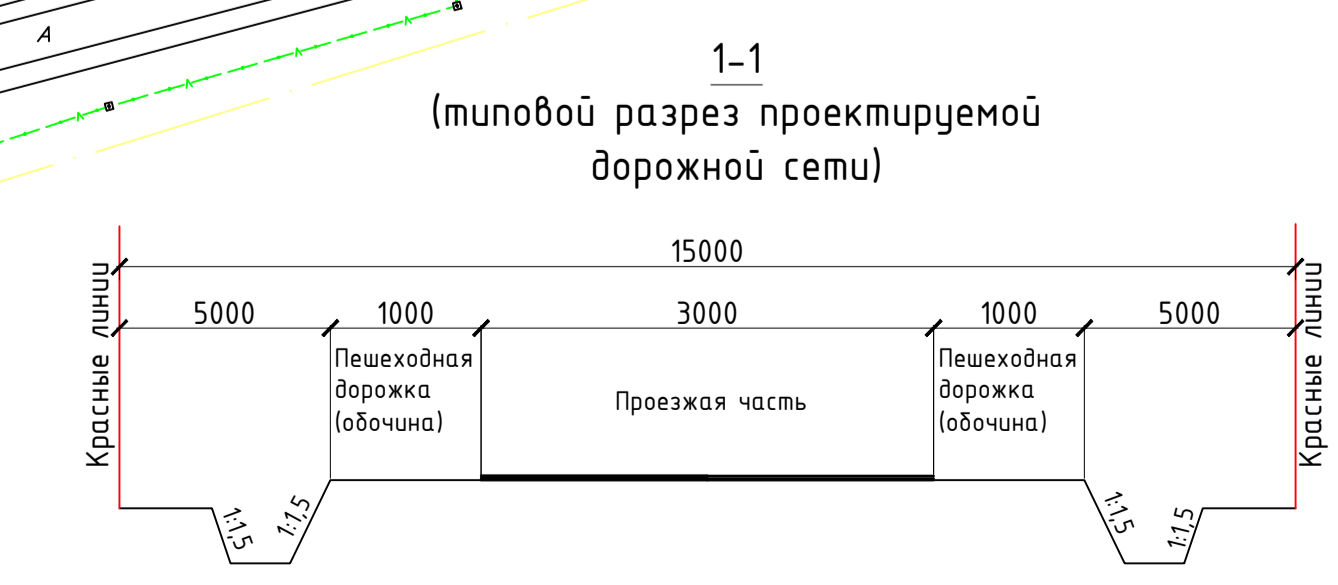 А
1-1
(типовой разрез проектируемой
дорожной сети)
15000
5000
1000
3000
1000
5000
Красные линии
Пешеходная
дорожка
(обочина)
Проезжая часть
Пешеходная
дорожка
(обочина)
Красные линии
1:1,5
1:1,5
1:1,5
1:1,5